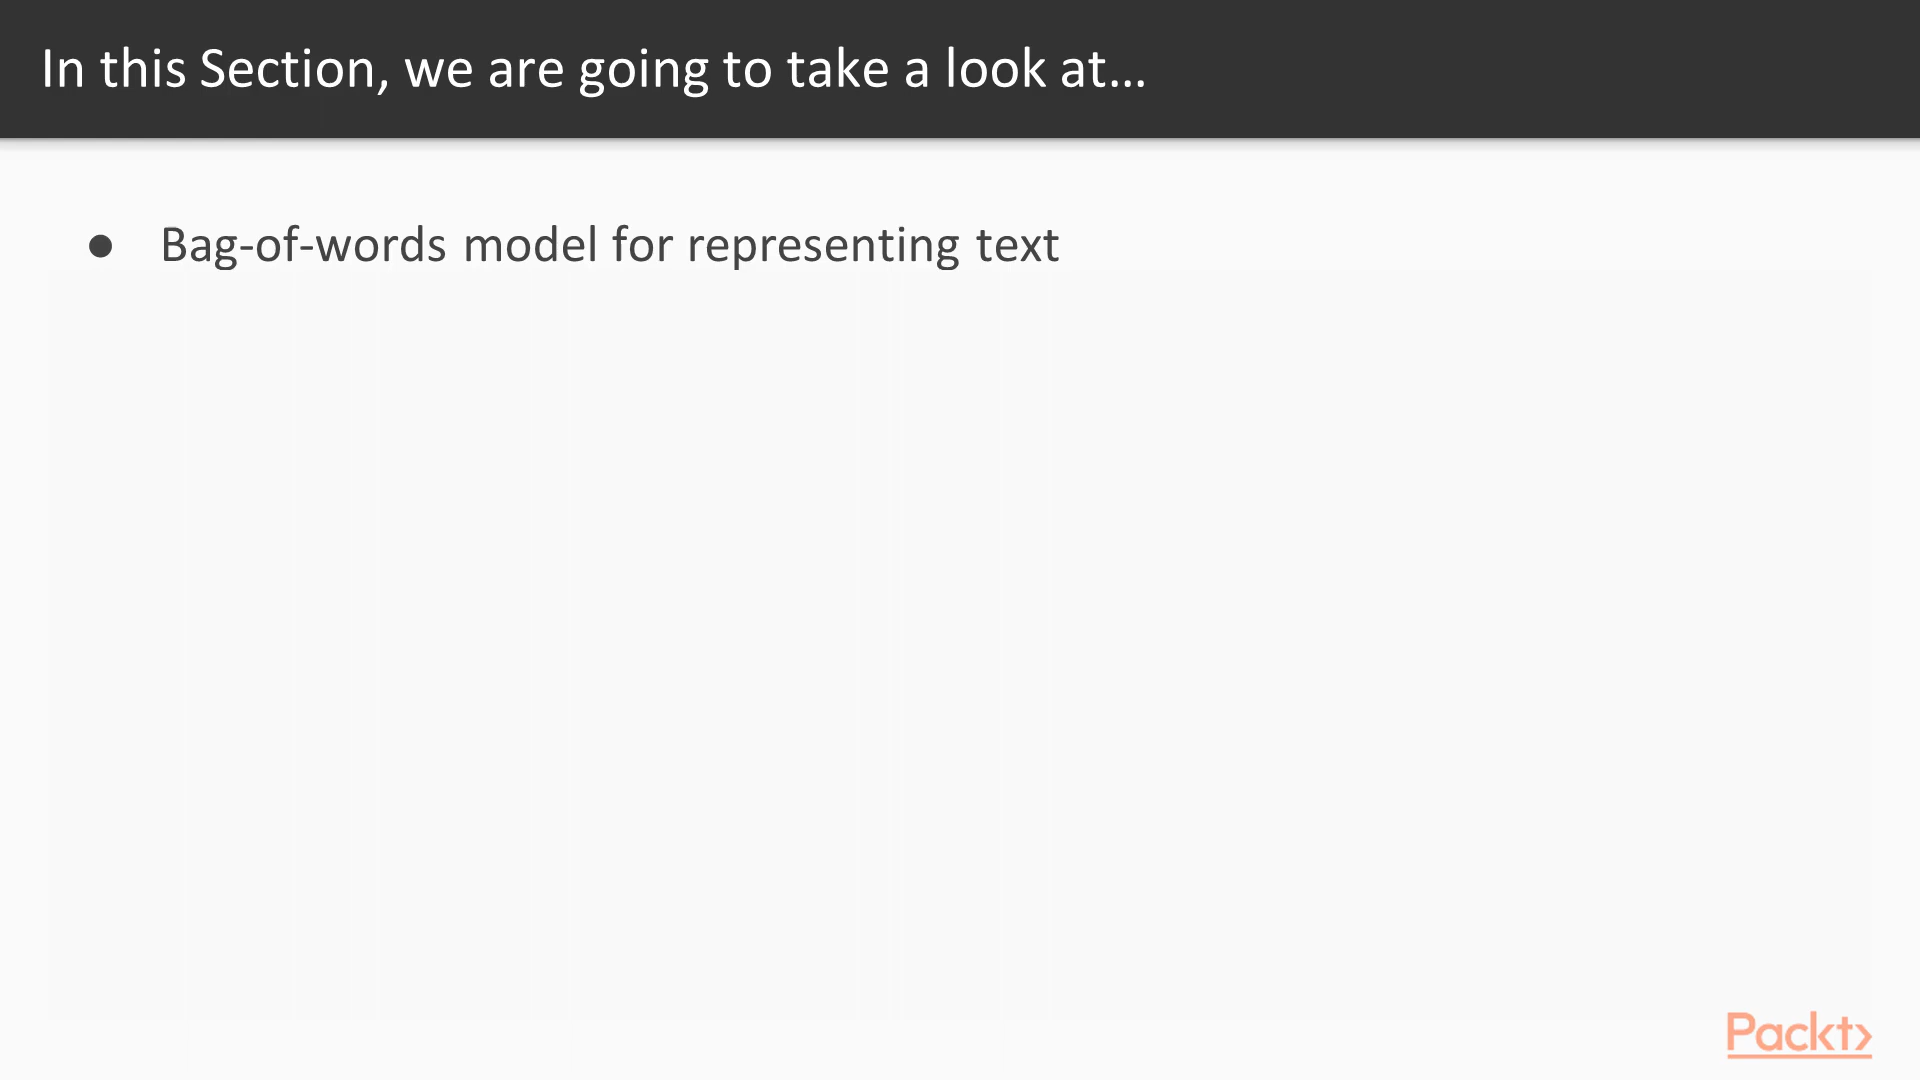 In this Section, we are going to take a look at...
● Bag-of-words model for representing text
Packt>